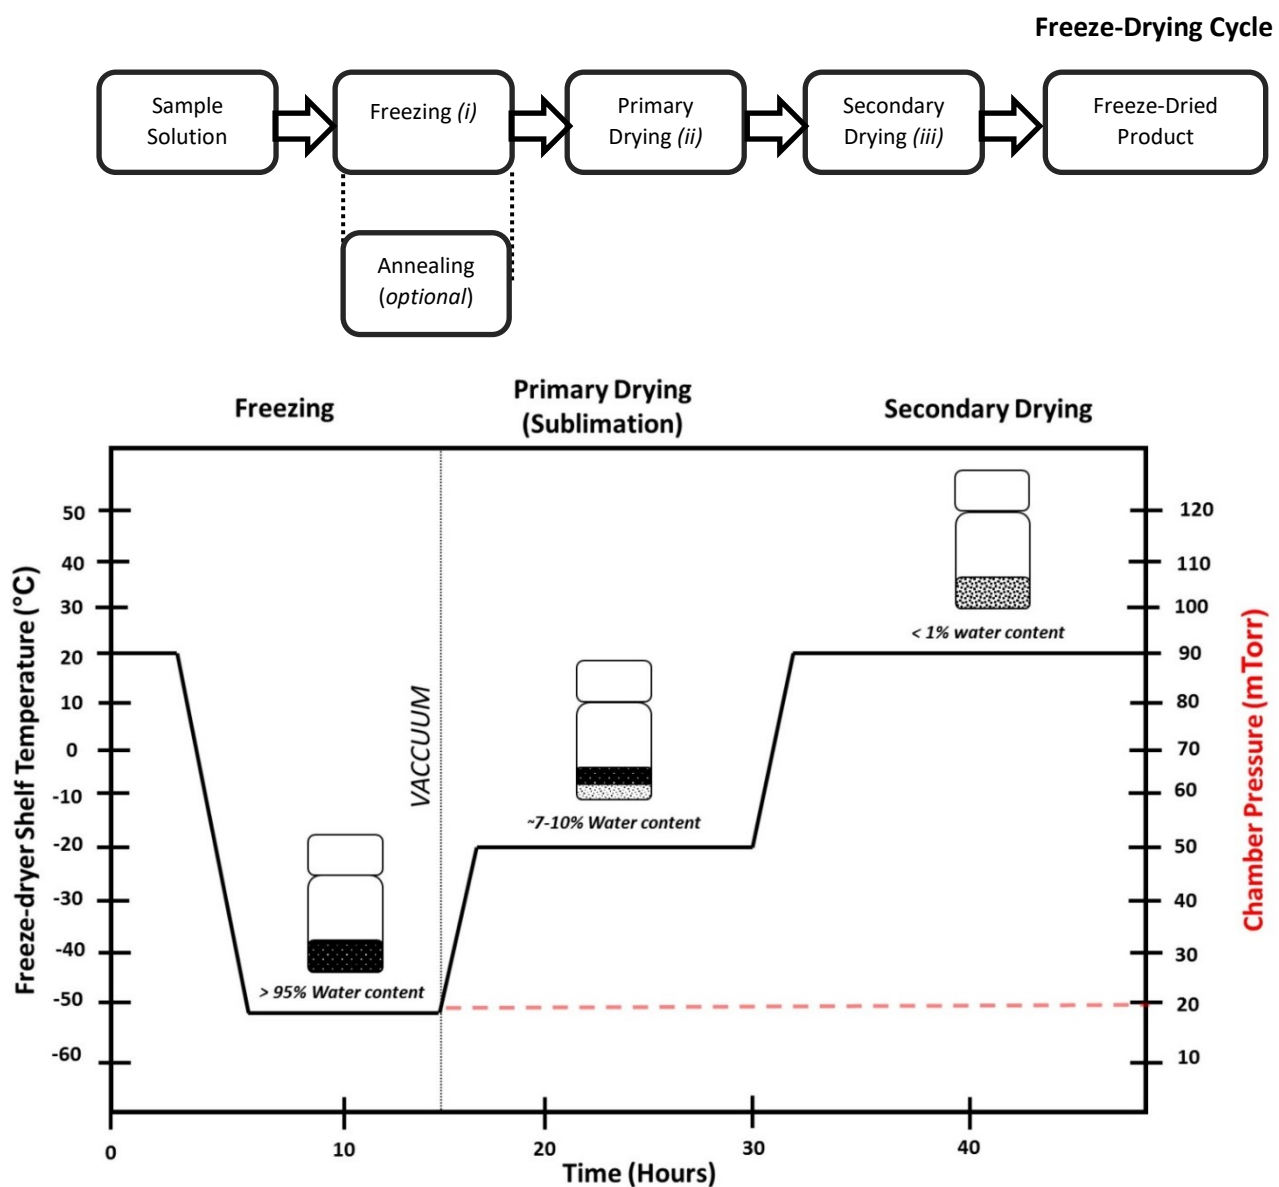 Freeze-Drying Cycle
Sample
Solution
Freezing (i)
Primary
Drying (ii)
Secondary
Drying (iii)
Freeze-Dried
Product
Annealing
(optional)
Freezing
Primary Drying
(Sublimation)
Secondary Drying
Freeze-dryer Shelf Temperature (°C)
50
40
30
20
10
0
-10
-20
-30
-40
-50
-60
> 95% Water content
VACCUUM
~7-10% Water content
< 1% water content
120
110
100
90
80
70
60
50
40
30
20
10
Chamber Pressure (mTorr)
0
10
20
30
40
Time (Hours)